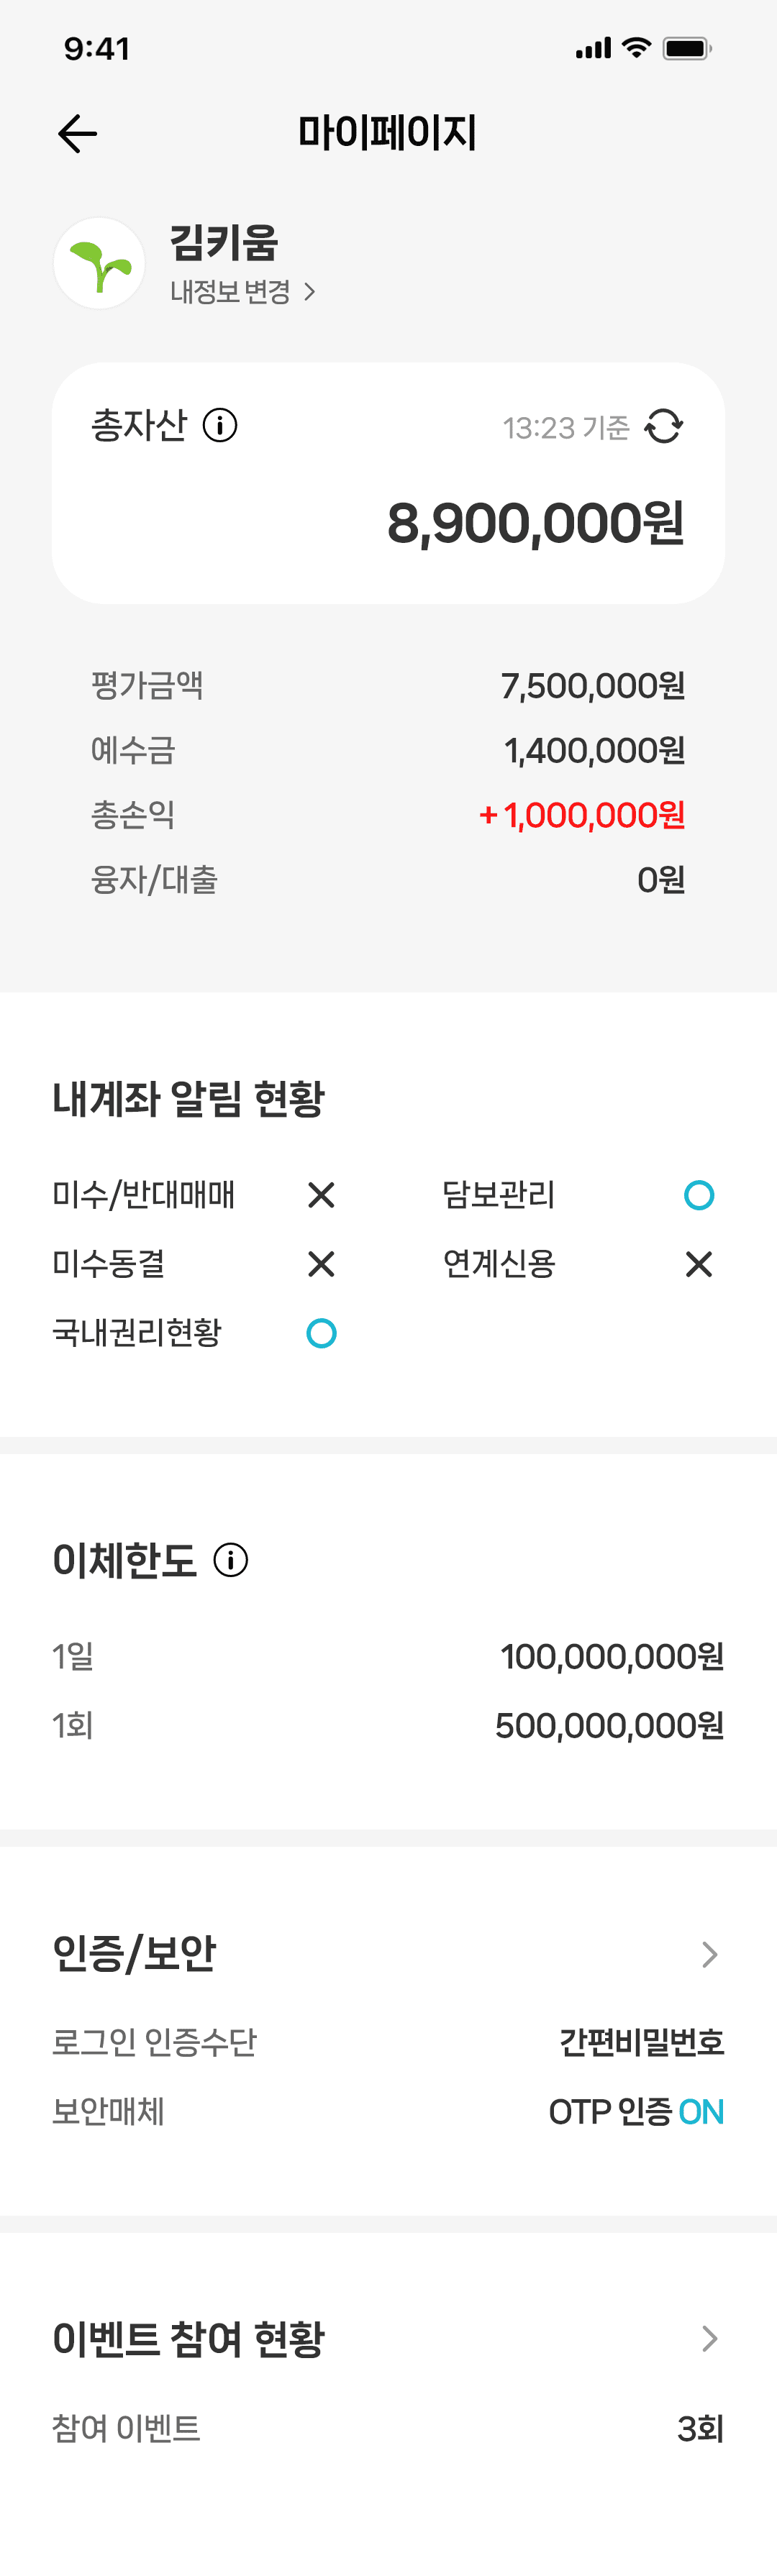 9:41
마이페이지
김키움
내정보 변경
총자산
13:23 기준
8,900,000원
평가금액 7,500,000원
예수금 1,400,000원
총손익 +1,000,000원
융자/대출 0원
내계좌 알림 현황
미수/반대매매 담보관리
미수동결 연계신용
국내권리현황
이체한도
1일 100,000,000원
1회 500,000,000원
인증/보안
로그인 인증수단 간편비밀번호
보안매체 OTP 인증 ON
이벤트 참여 현황
참여 이벤트 3회